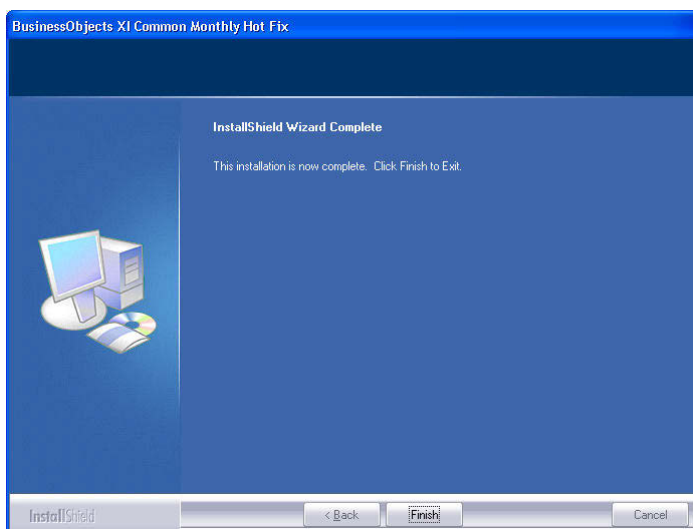 BusinessObjects XI Common Monthly Hot Fix
InstallShield Wizard Complete
This installation is now complete. Click Finish to Exit.
InstallShield
< Back
Finish
Cancel